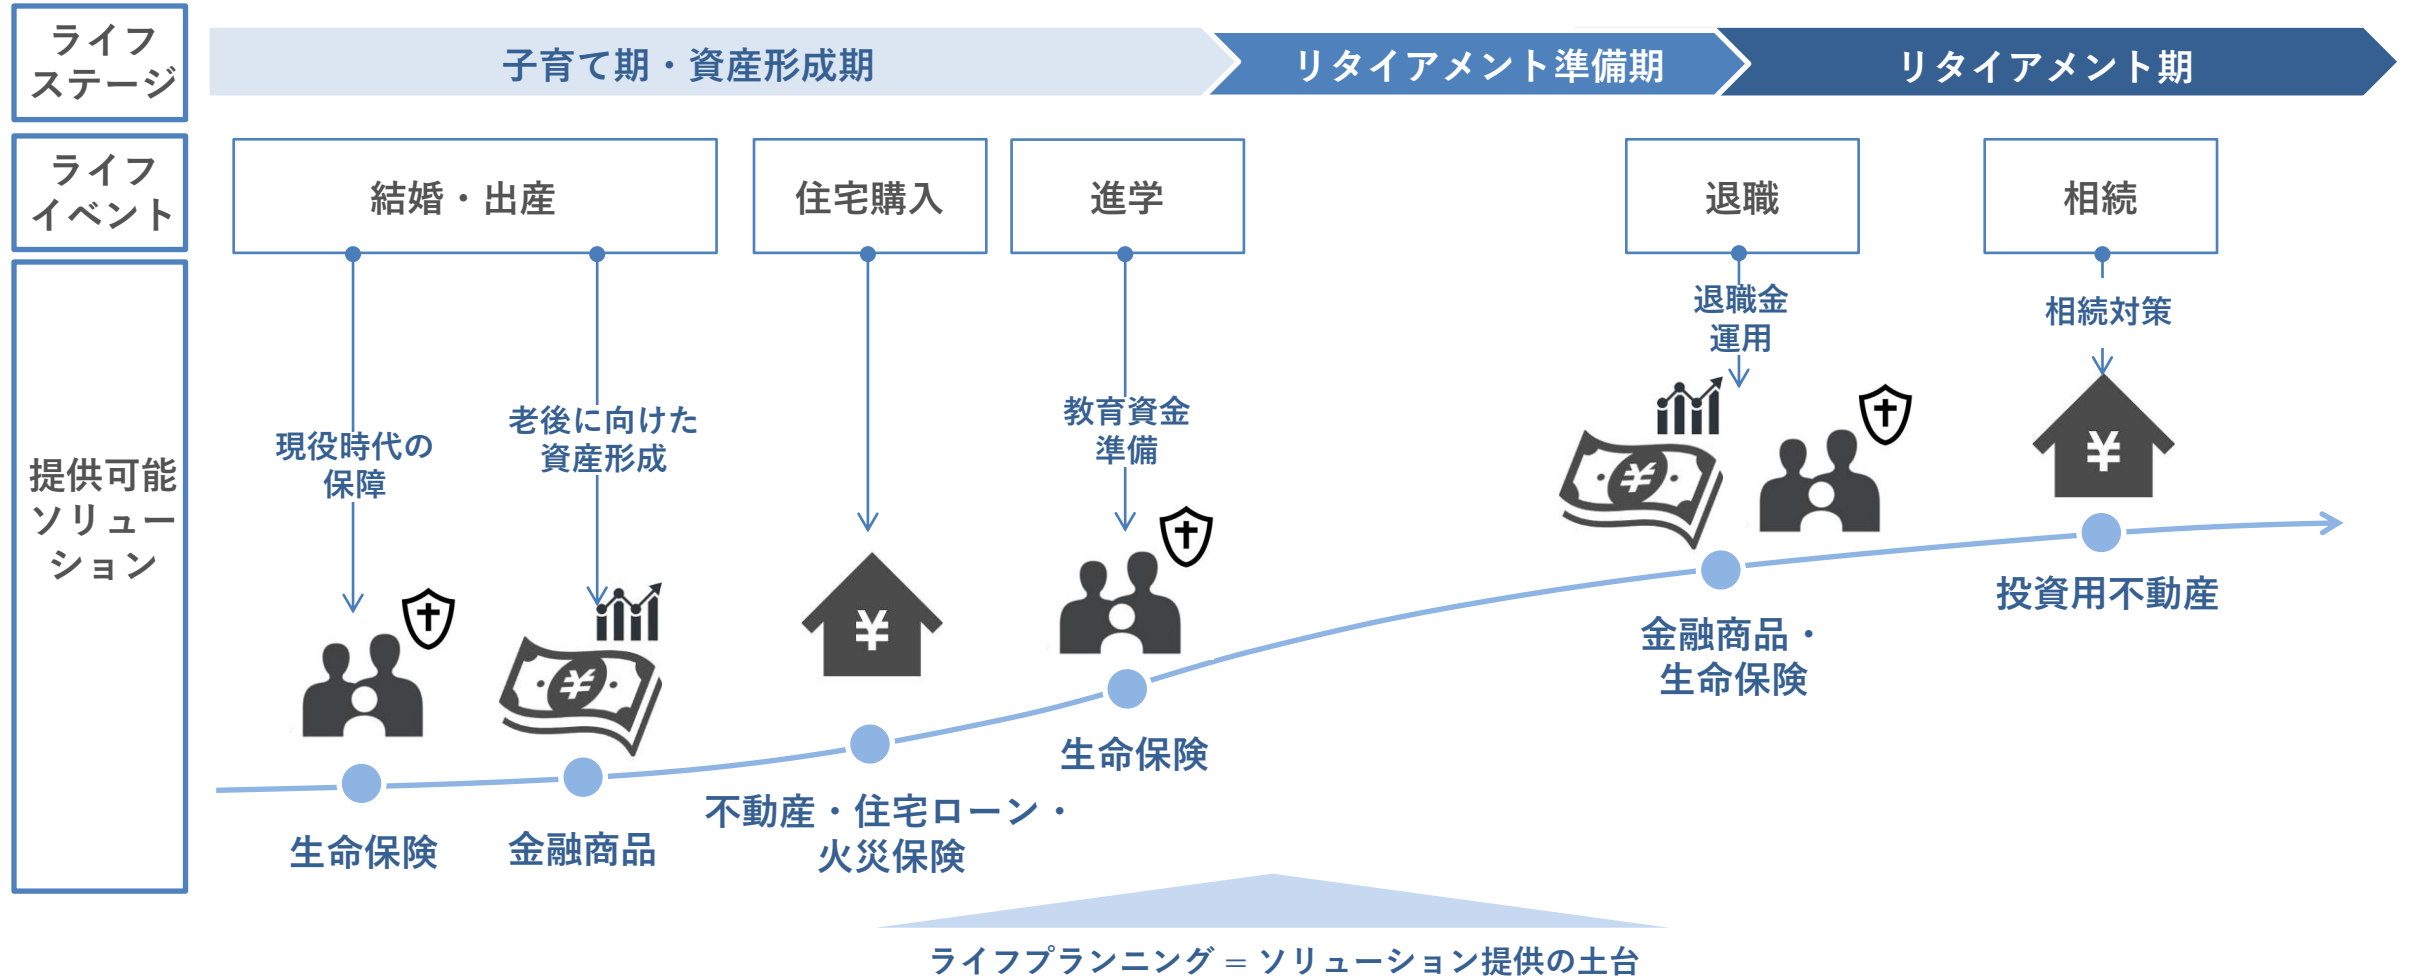 ライフ
ステージ
子育て期・資産形成期
リタイアメント準備期
リタイアメント期
ライフ
イベント
結婚・出産
住宅購入
進学
退職
相続
提供可能
ソリュー
ション
現役時代の
保障
老後に向けた
資産形成
教育資金
準備
退職金
運用
相続対策
¥
¥
¥
¥
生命保険
金融商品
不動産・住宅ローン・
火災保険
生命保険
金融商品・
生命保険
投資用不動産
ライフプランニング = ソリューション提供の土台